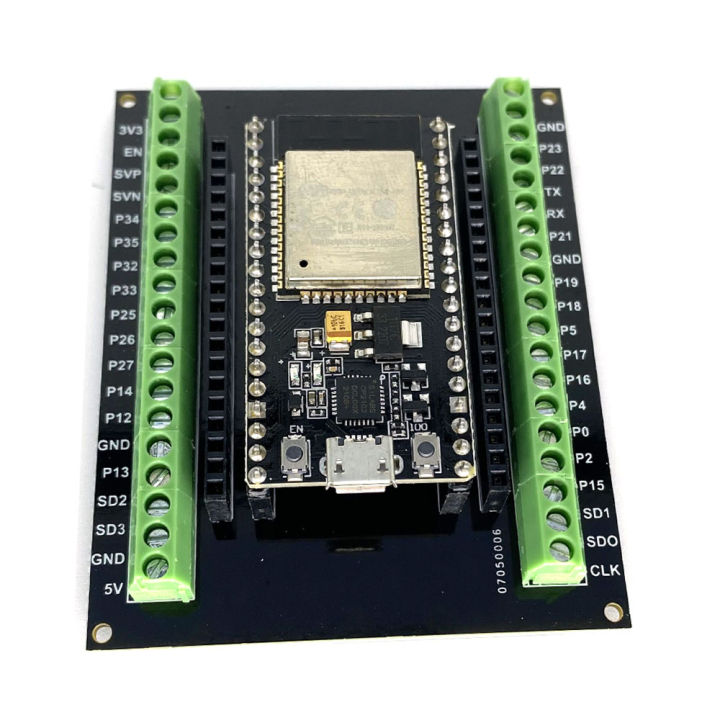 3V3
EN
SVP
SVN
P34
P35
P32
P33
P25
P26
P27
P14
P12
GND
P13
SD2
SD3
GND
5V
GND
P23
P22
TX
RX
P21
GND
P19
P18
P5
P17
P16
P4
P0
P2
P15
SD1
SD0
CLK
EN
100
07050006